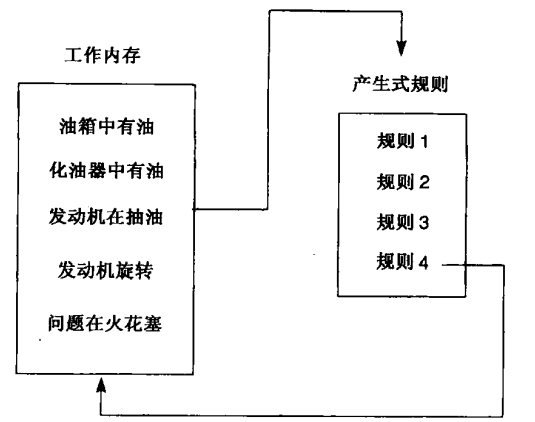 工作内存
油箱中有油
化油器中有油
发动机在抽油
发动机旋转
问题在火花塞
产生式规则
规则 1
规则 2
规则 3
规则 4